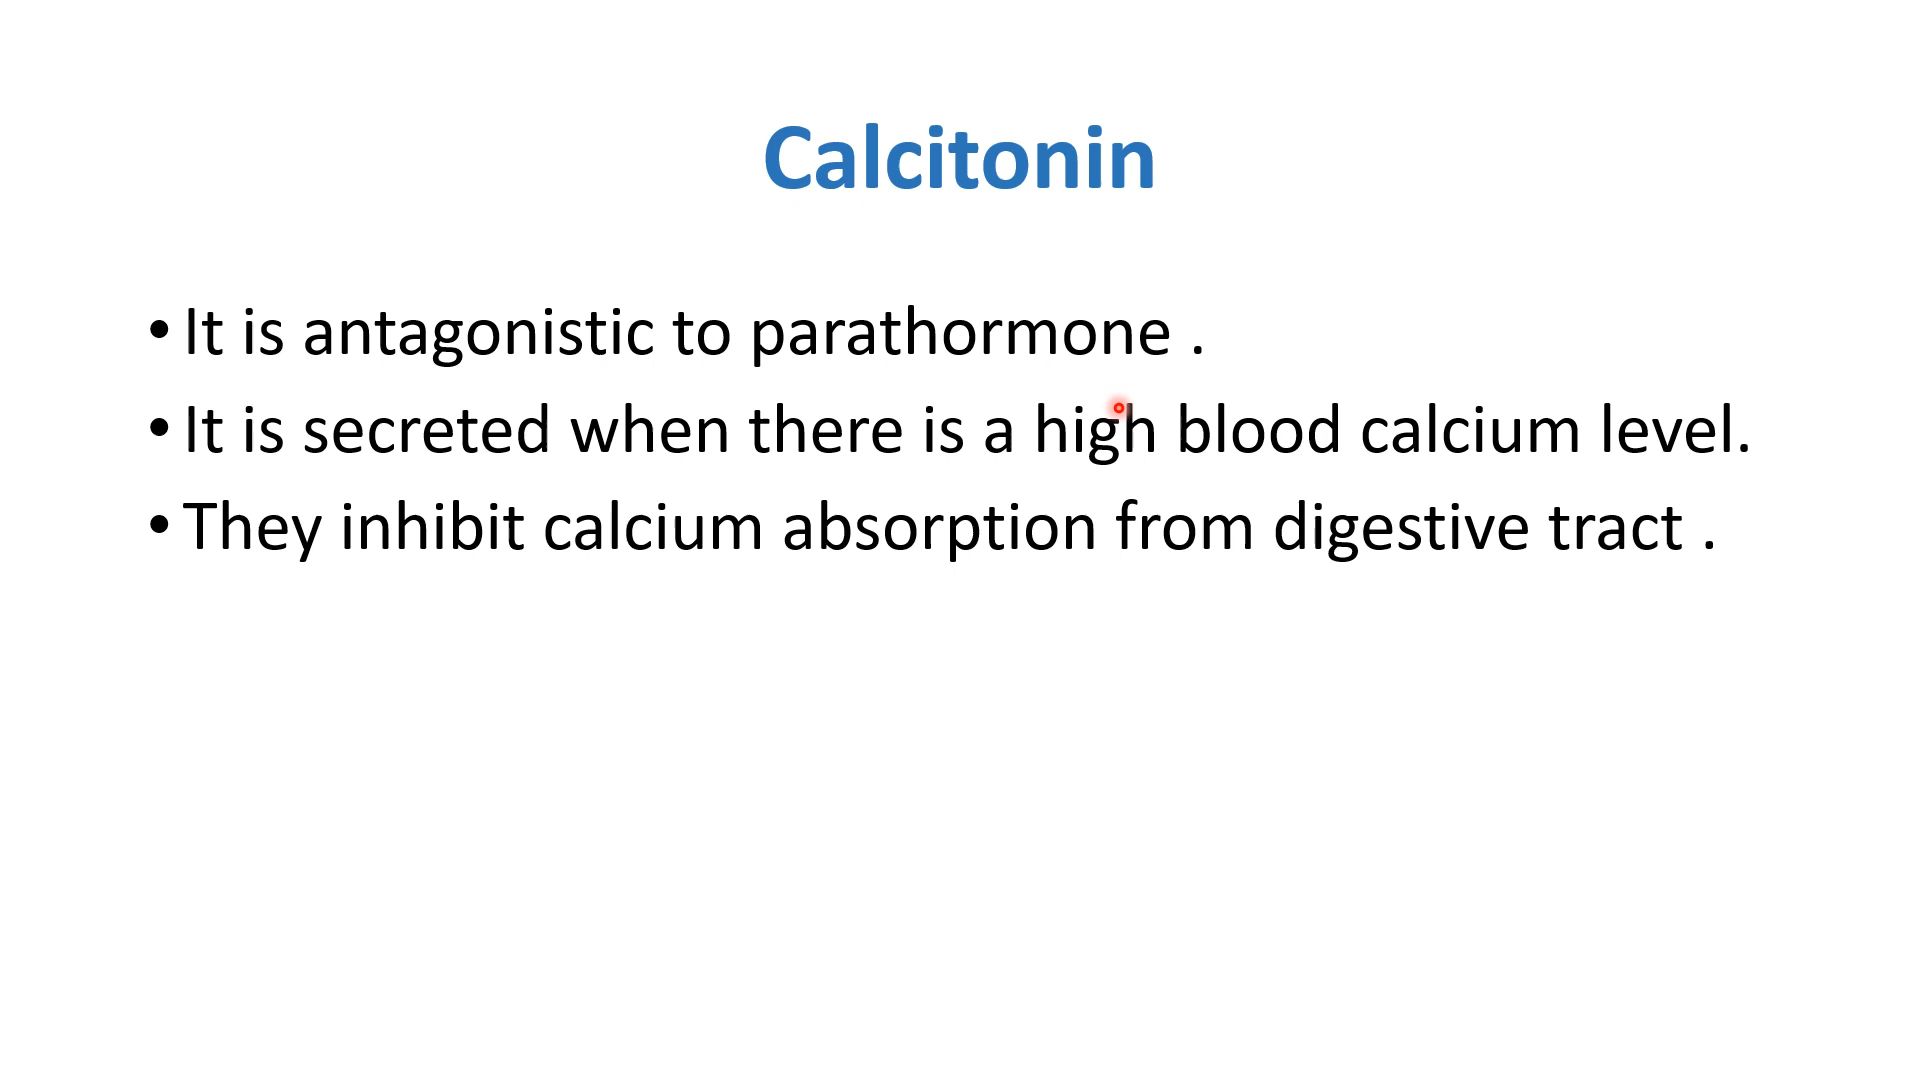 Calcitonin
• It is antagonistic to parathormone .
• It is secreted when there is a high blood calcium level.
• They inhibit calcium absorption from digestive tract .